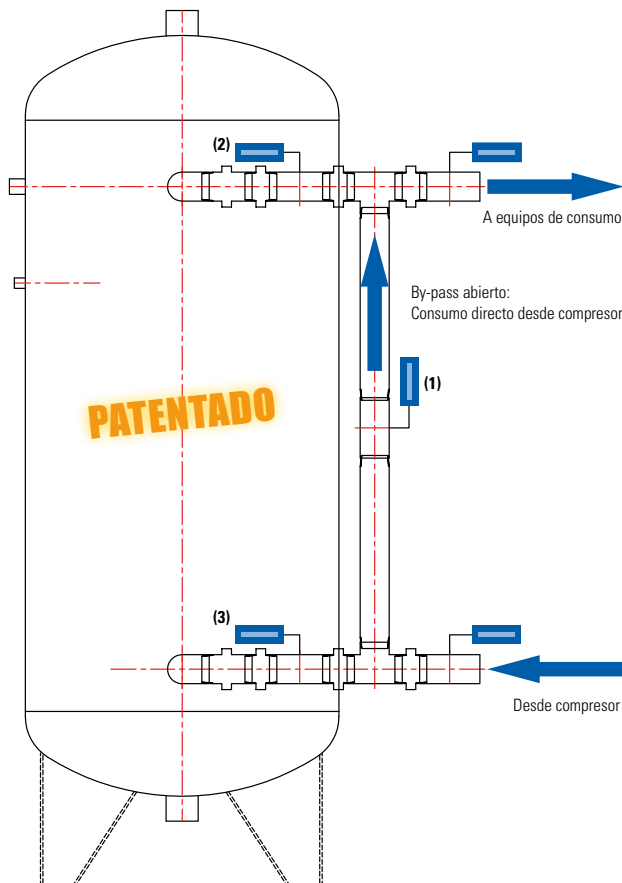 (2)
A equipos de consumo
By-pass abierto:
Consumo directo desde compresor
(1)
PATENTADO
(3)
Desde compresor